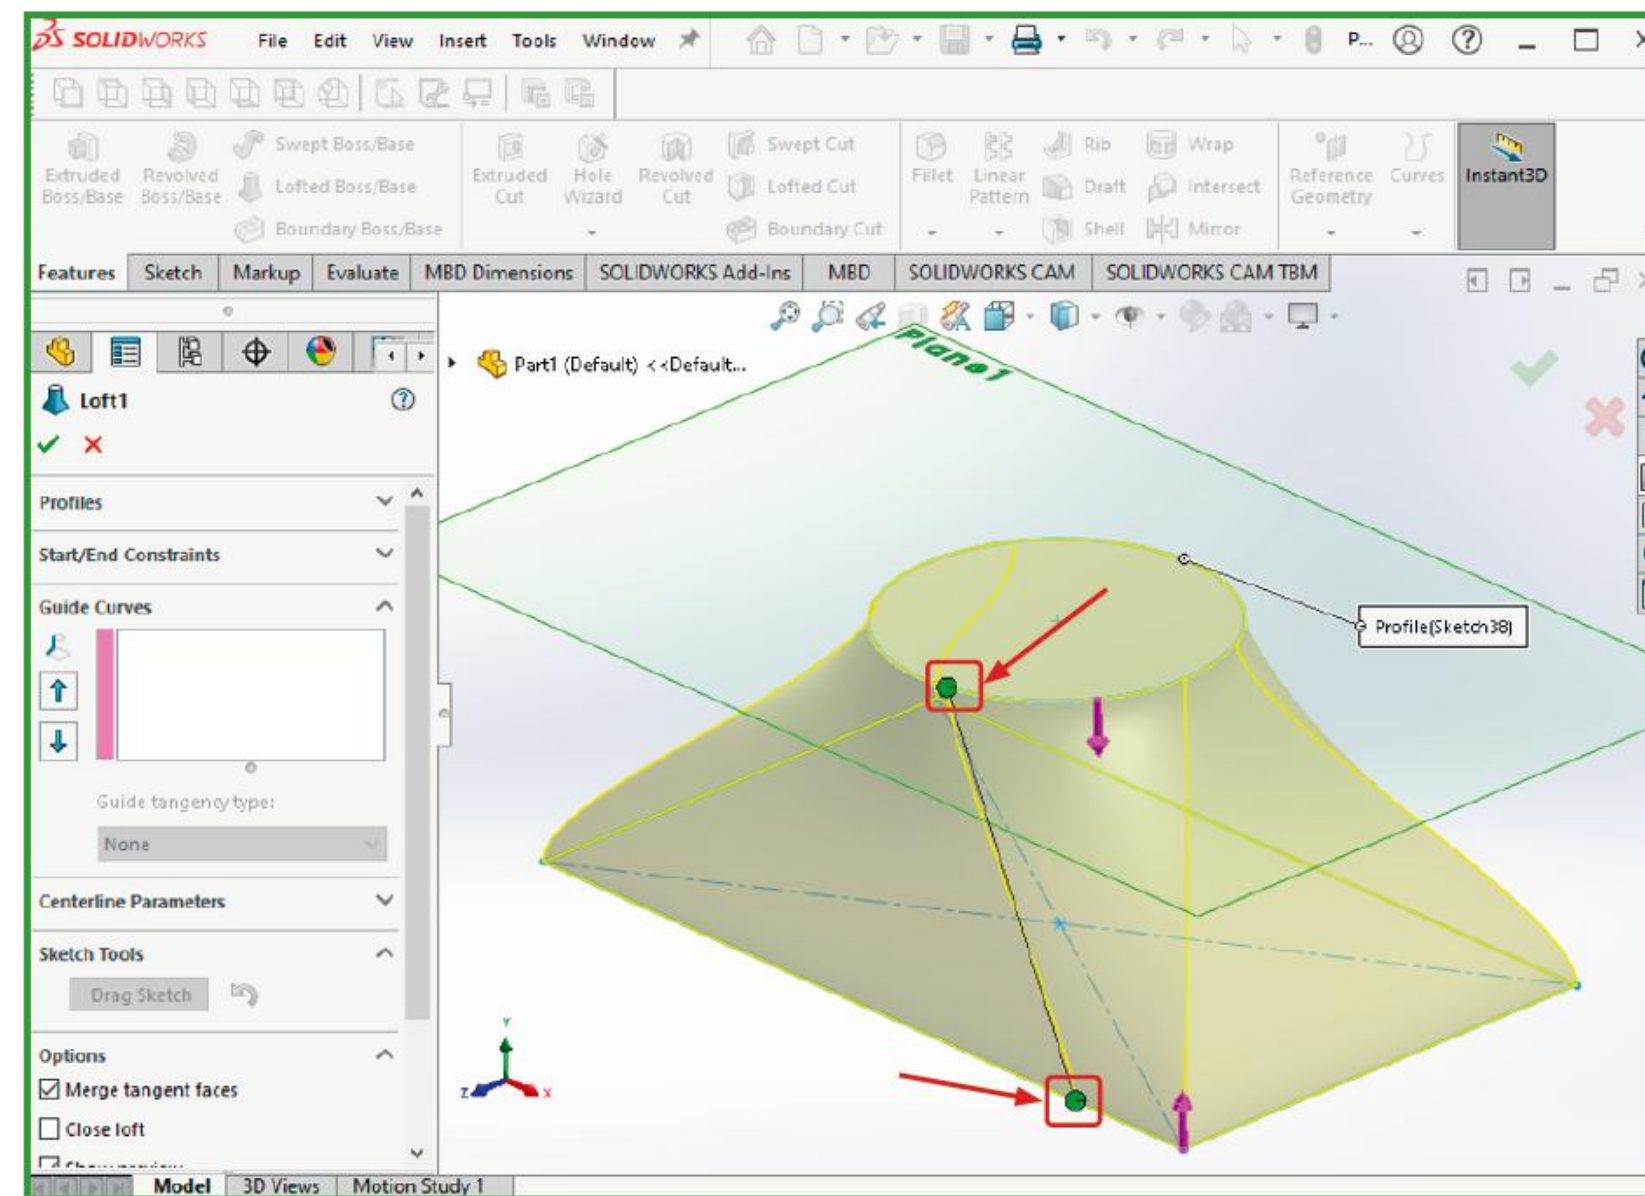 SOLIDWORKS File Edit View Insert Tools Window P...
Extruded Boss/Base
Revolved Boss/Base
Swept Boss/Base
Lofted Boss/Base
Boundary Boss/Base
Extruded Cut
Hole Wizard
Revolved Cut
Swept Cut
Lofted Cut
Boundary Cut
Fillet
Linear Pattern
Rib
Draft
Shell
Wrap
Intersect
Mirror
Reference Geometry
Curves
Instant3D
Features Sketch Markup Evaluate MBD Dimensions SOLIDWORKS Add-Ins MBD SOLIDWORKS CAM SOLIDWORKS CAM TBM
Plane1
Part1 (Default) <<Default...
Loft1
Profiles
Start/End Constraints
Guide Curves
Profile(Sketch38)
Guide tangency type:
None
Centerline Parameters
Sketch Tools
Drag Sketch
Options
Y
Z X
Merge tangent faces
Close loft
Show preview
Model 3D Views Motion Study 1